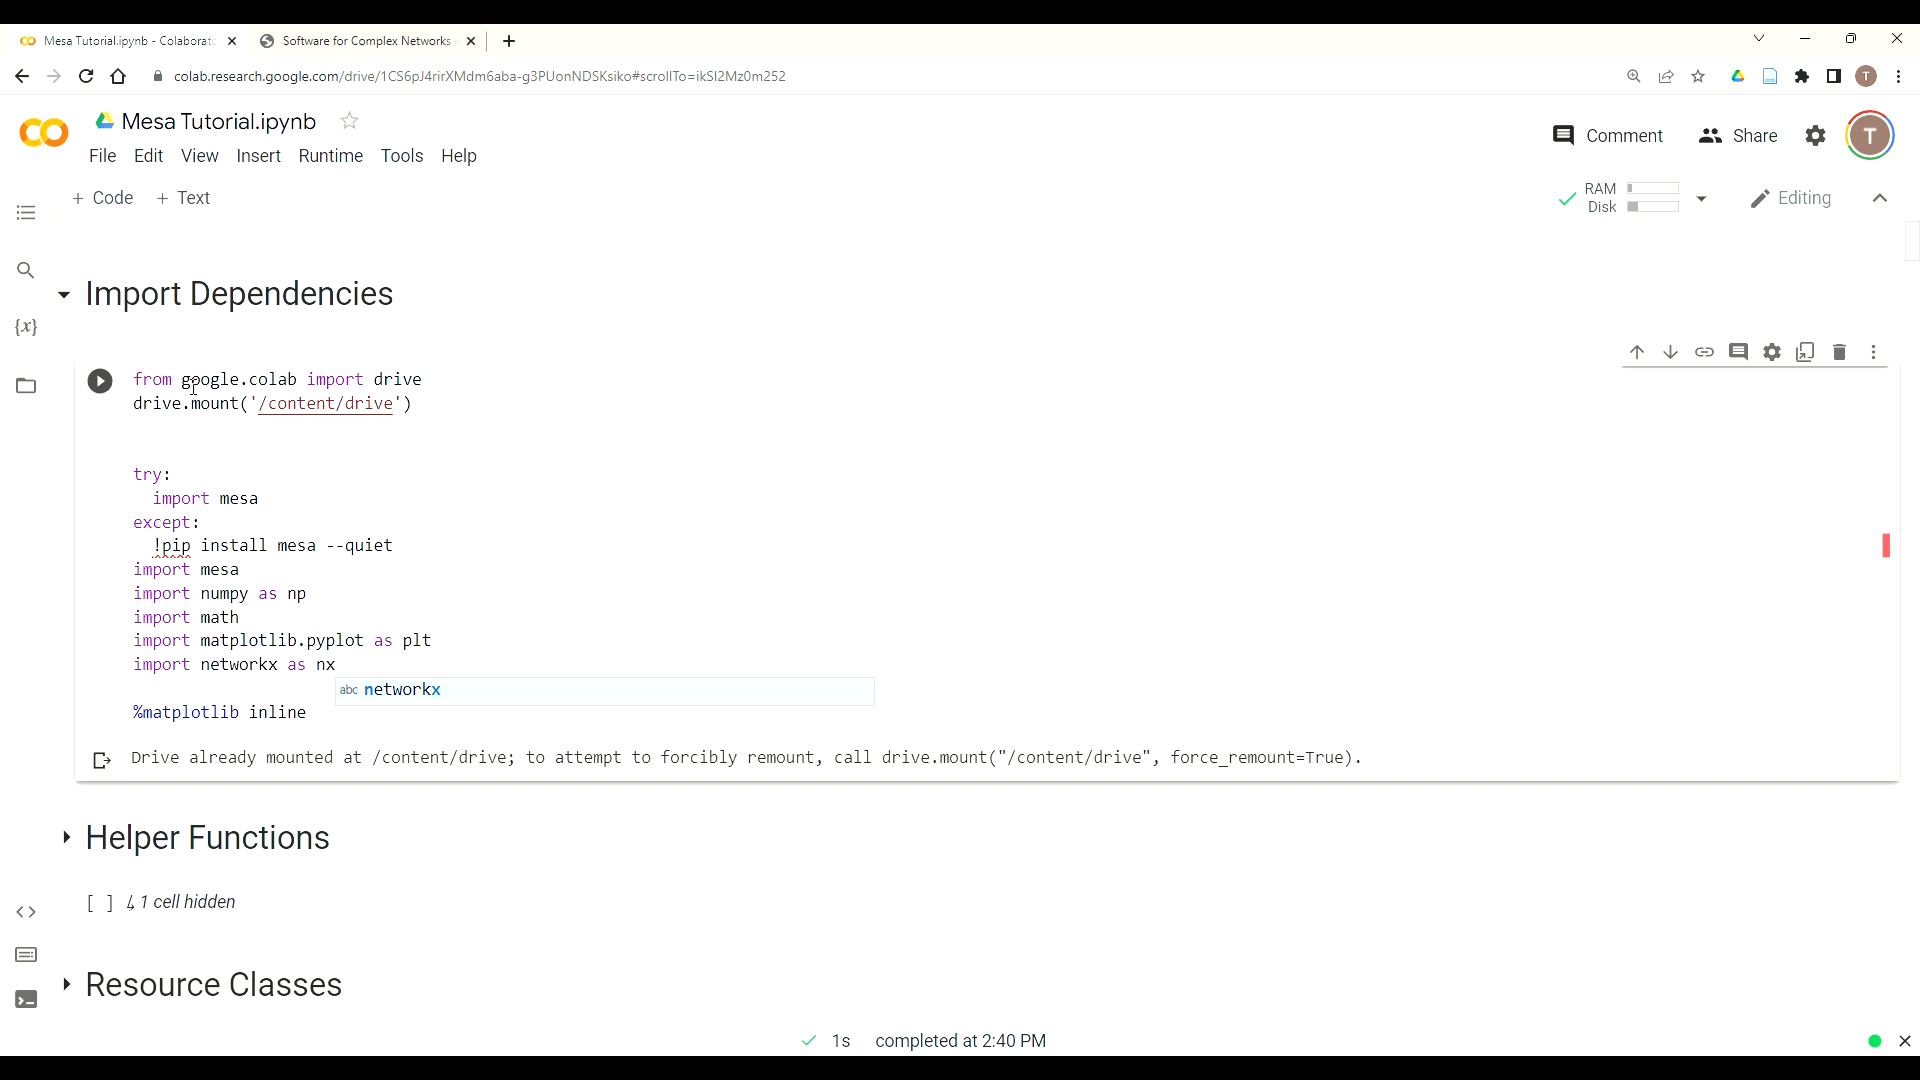 Mesa Tutorial.ipynb - Colaborato
Software for Complex Networks -
colab.research.google.com/drive/1CS6pJ4rirXMdm6aba-g3PUonNDSKsiko#scrollTo=ikSI2Mz0m252
T
Mesa Tutorial.ipynb
Comment
Share
T
File Edit View Insert Runtime Tools Help
+ Code + Text
RAM
Disk
Editing
Import Dependencies
{x}
from google.colab import drive
drive.mount('/content/drive')
try:
import mesa
except:
!pip install mesa --quiet
import mesa
import numpy as np
import math
import matplotlib.pyplot as plt
import networkx as nx
abc networkx
%matplotlib inline
Drive already mounted at /content/drive; to attempt to forcibly remount, call drive.mount("/content/drive", force_remount=True).
Helper Functions
[ ] ↳ 1 cell hidden
Resource Classes
1s completed at 2:40 PM